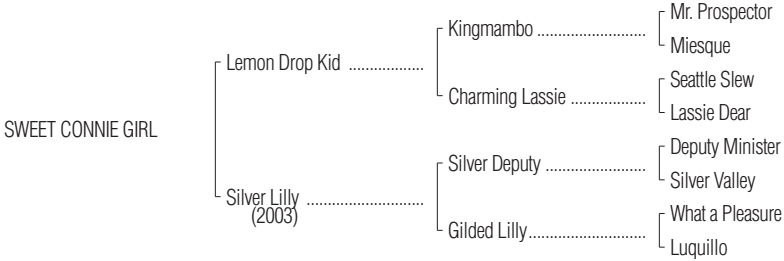 Mr. Prospector
Kingmambo ..........................
Miesque
Lemon Drop Kid ..................
Seattle Slew
Charming Lassie ..................
Lassie Dear
SWEET CONNIE GIRL
Deputy Minister
Silver Deputy ........................
Silver Valley
Silver Lilly ............................
(2003)
What a Pleasure
Gilded Lilly............................
Luquillo